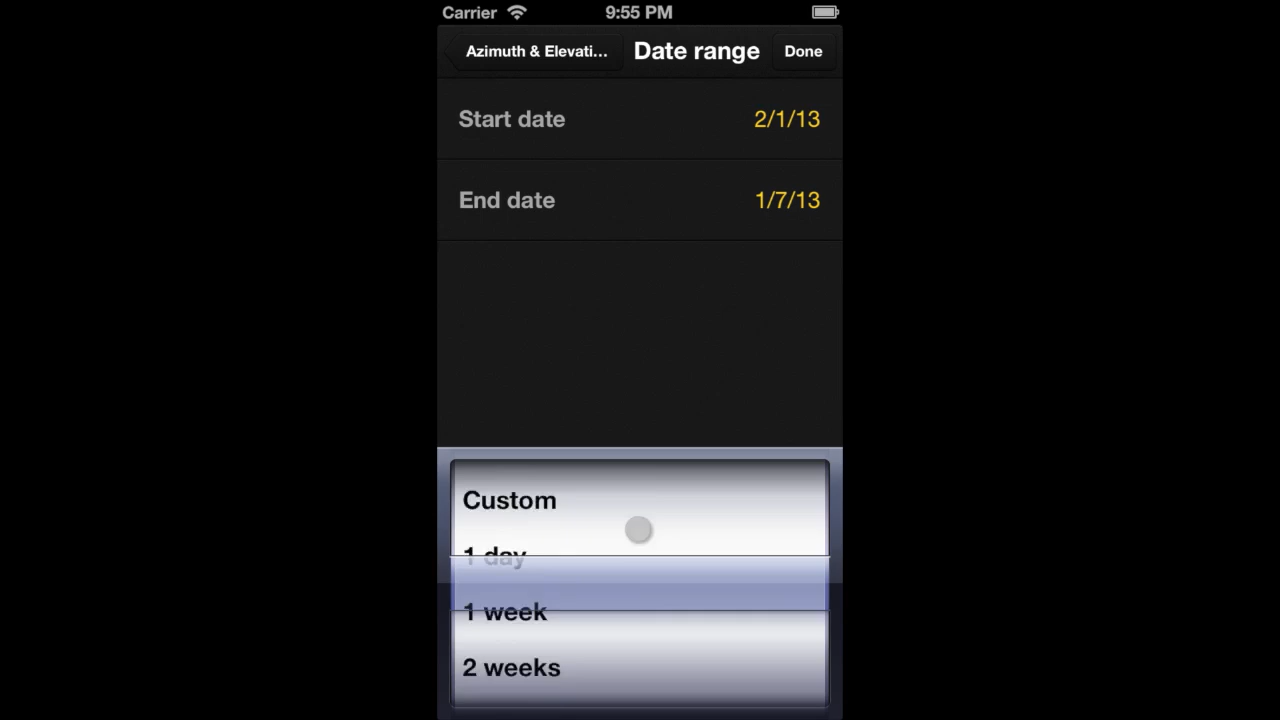 Carrier 9:55 PM
Azimuth & Elevati... Date range Done
Start date 2/1/13
End date 1/7/13
Custom
1 day
1 week
2 weeks